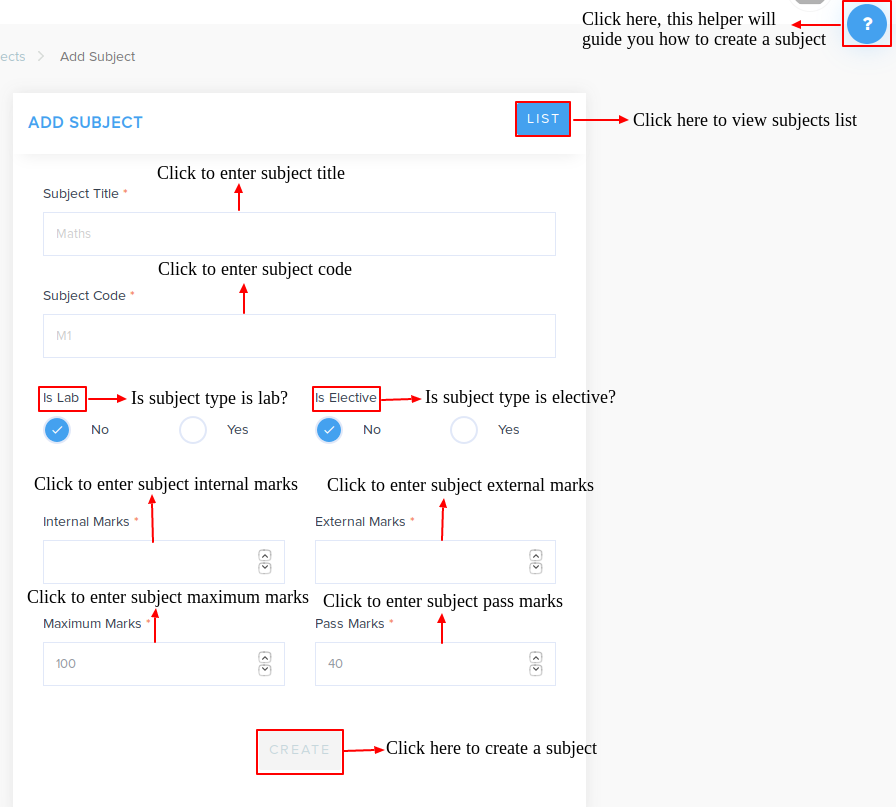 Click here, this helper will
guide you how to create a subject
?
ects > Add Subject
ADD SUBJECT
LIST
Click here to view subjects list
Click to enter subject title
Subject Title *
Maths
Click to enter subject code
Subject Code *
M1
Is Lab
Is subject type is lab?
Is Elective
Is subject type is elective?
No
Yes
No
Yes
Click to enter subject internal marks
Click to enter subject external marks
Internal Marks *
External Marks *
Click to enter subject maximum marks
Click to enter subject pass marks
Maximum Marks *
Pass Marks *
100
40
CREATE
Click here to create a subject